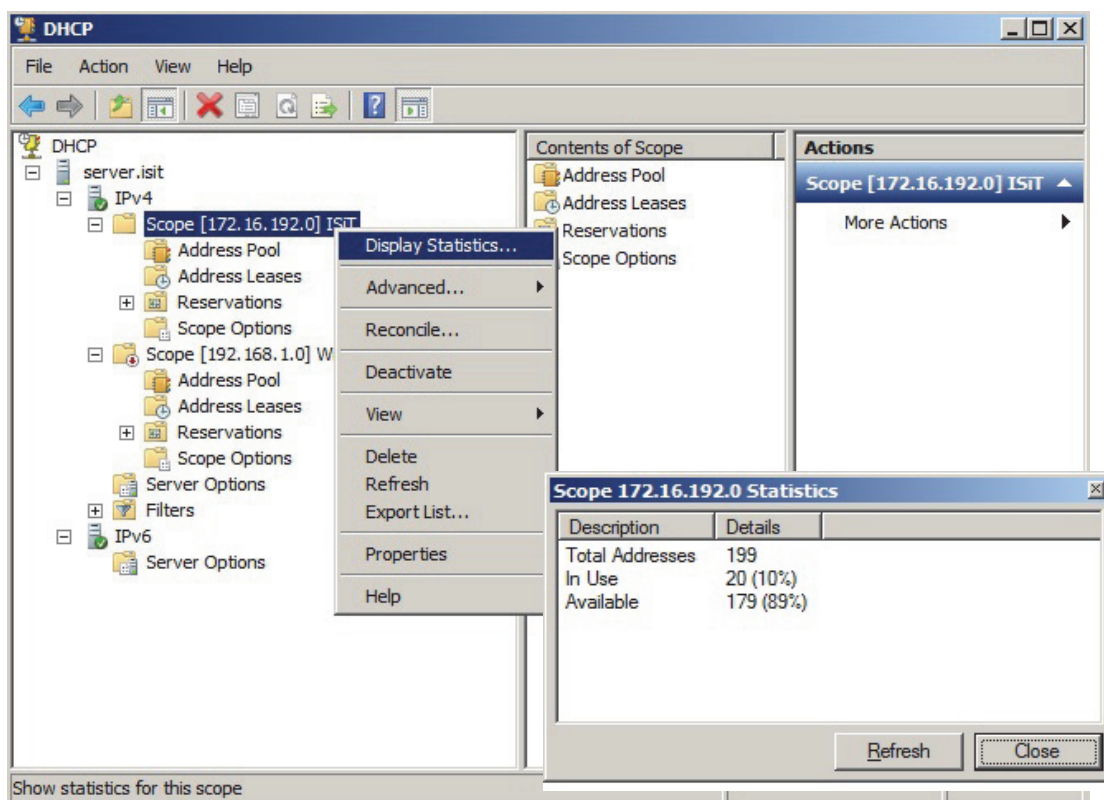 DHCP
File Action View Help
DHCP
server.isit
IPv4
Scope [172.16.192.0] ISiT
Address Pool
Address Leases
Reservations
Scope Options
Scope [192.168.1.0] W
Address Pool
Address Leases
Reservations
Scope Options
Server Options
Filters
IPv6
Server Options
Display Statistics...
Advanced...
Reconcile...
Deactivate
View
Delete
Refresh
Export List...
Properties
Help
Contents of Scope
Address Pool
Address Leases
Reservations
Scope Options
Actions
Scope [172.16.192.0] ISiT
More Actions
Scope 172.16.192.0 Statistics
Description Details
Total Addresses 199
In Use 20 (10%)
Available 179 (89%)
Refresh Close
Show statistics for this scope